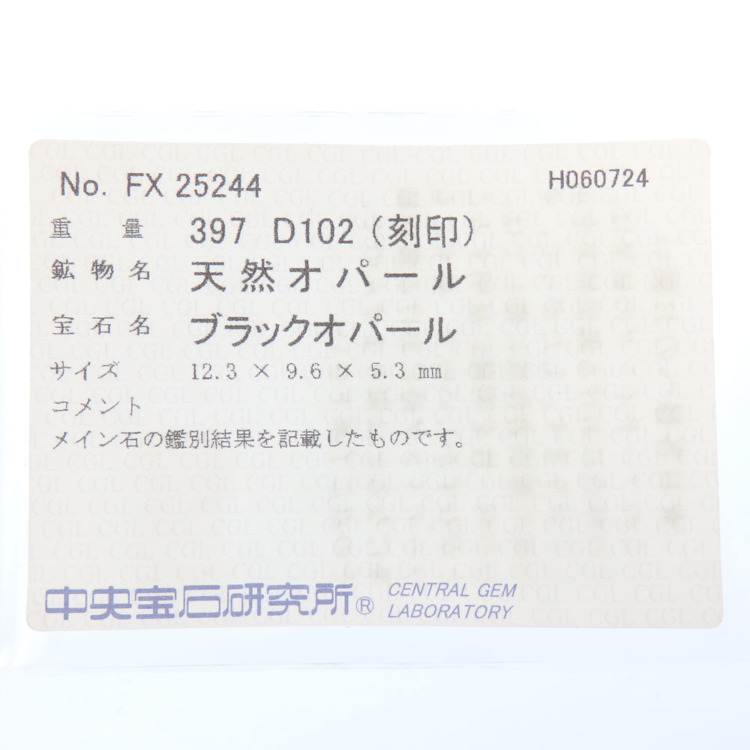 No. FX 25244 H060724
重量 397 D102 (刻印)
鉱物名 天然オパール
宝石名 ブラックオパール
サイズ 12.3 × 9.6 × 5.3 mm
コメント
メイン石の鑑別結果を記載したものです。
中央宝石研究所® CENTRAL GEM
LABORATORY